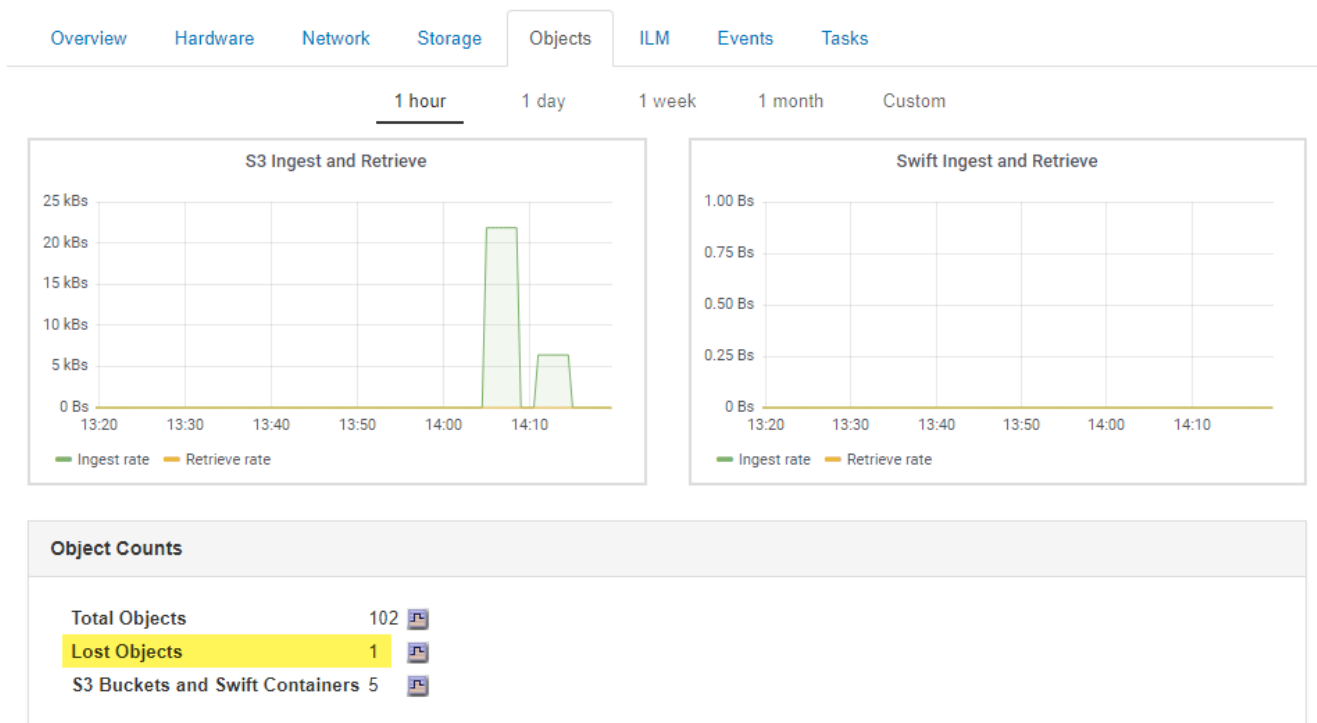 Overview Hardware Network Storage Objects ILM Events Tasks
1 hour 1 day 1 week 1 month Custom
S3 Ingest and Retrieve
25 kBs
20 kBs
15 kBs
10 kBs
5 kBs
0 Bs
13:20 13:30 13:40 13:50 14:00 14:10
Ingest rate Retrieve rate
Swift Ingest and Retrieve
1.00 Bs
0.75 Bs
0.50 Bs
0.25 Bs
0 Bs
13:20 13:30 13:40 13:50 14:00 14:10
Ingest rate Retrieve rate
Object Counts
Total Objects 102
Lost Objects 1
S3 Buckets and Swift Containers 5